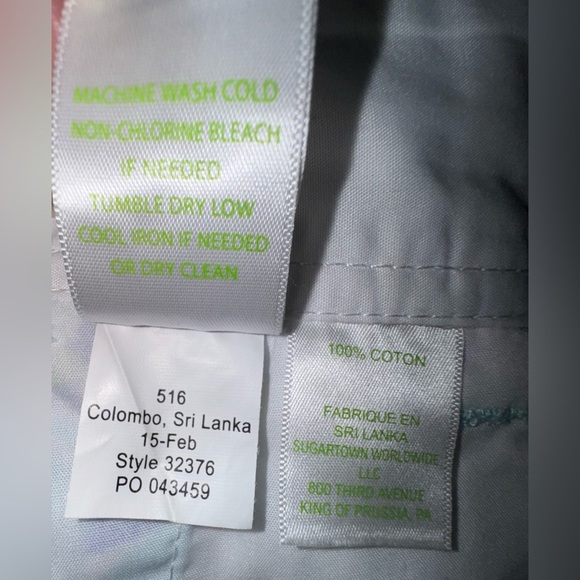 MACHINE WASH COLD
NON-CHLORINE BLEACH
IF NEEDED
TUMBLE DRY LOW
COOL IRON IF NEEDED
OR DRY CLEAN
516
Colombo, Sri Lanka
15-Feb
Style 32376
PO 043459
100% COTON
FABRIQUE EN
SRI LANKA
SUGARTOWN WORLDWIDE
LLC
800 THIRD AVENUE
KING OF PRUSSIA, PA